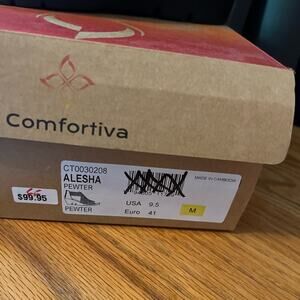 Comfortiva
CT0030208
ALESHA
PEWTER
MADE IN CAMBODIA
PEWTER
USA 9.5
Euro 41
M
$99.95